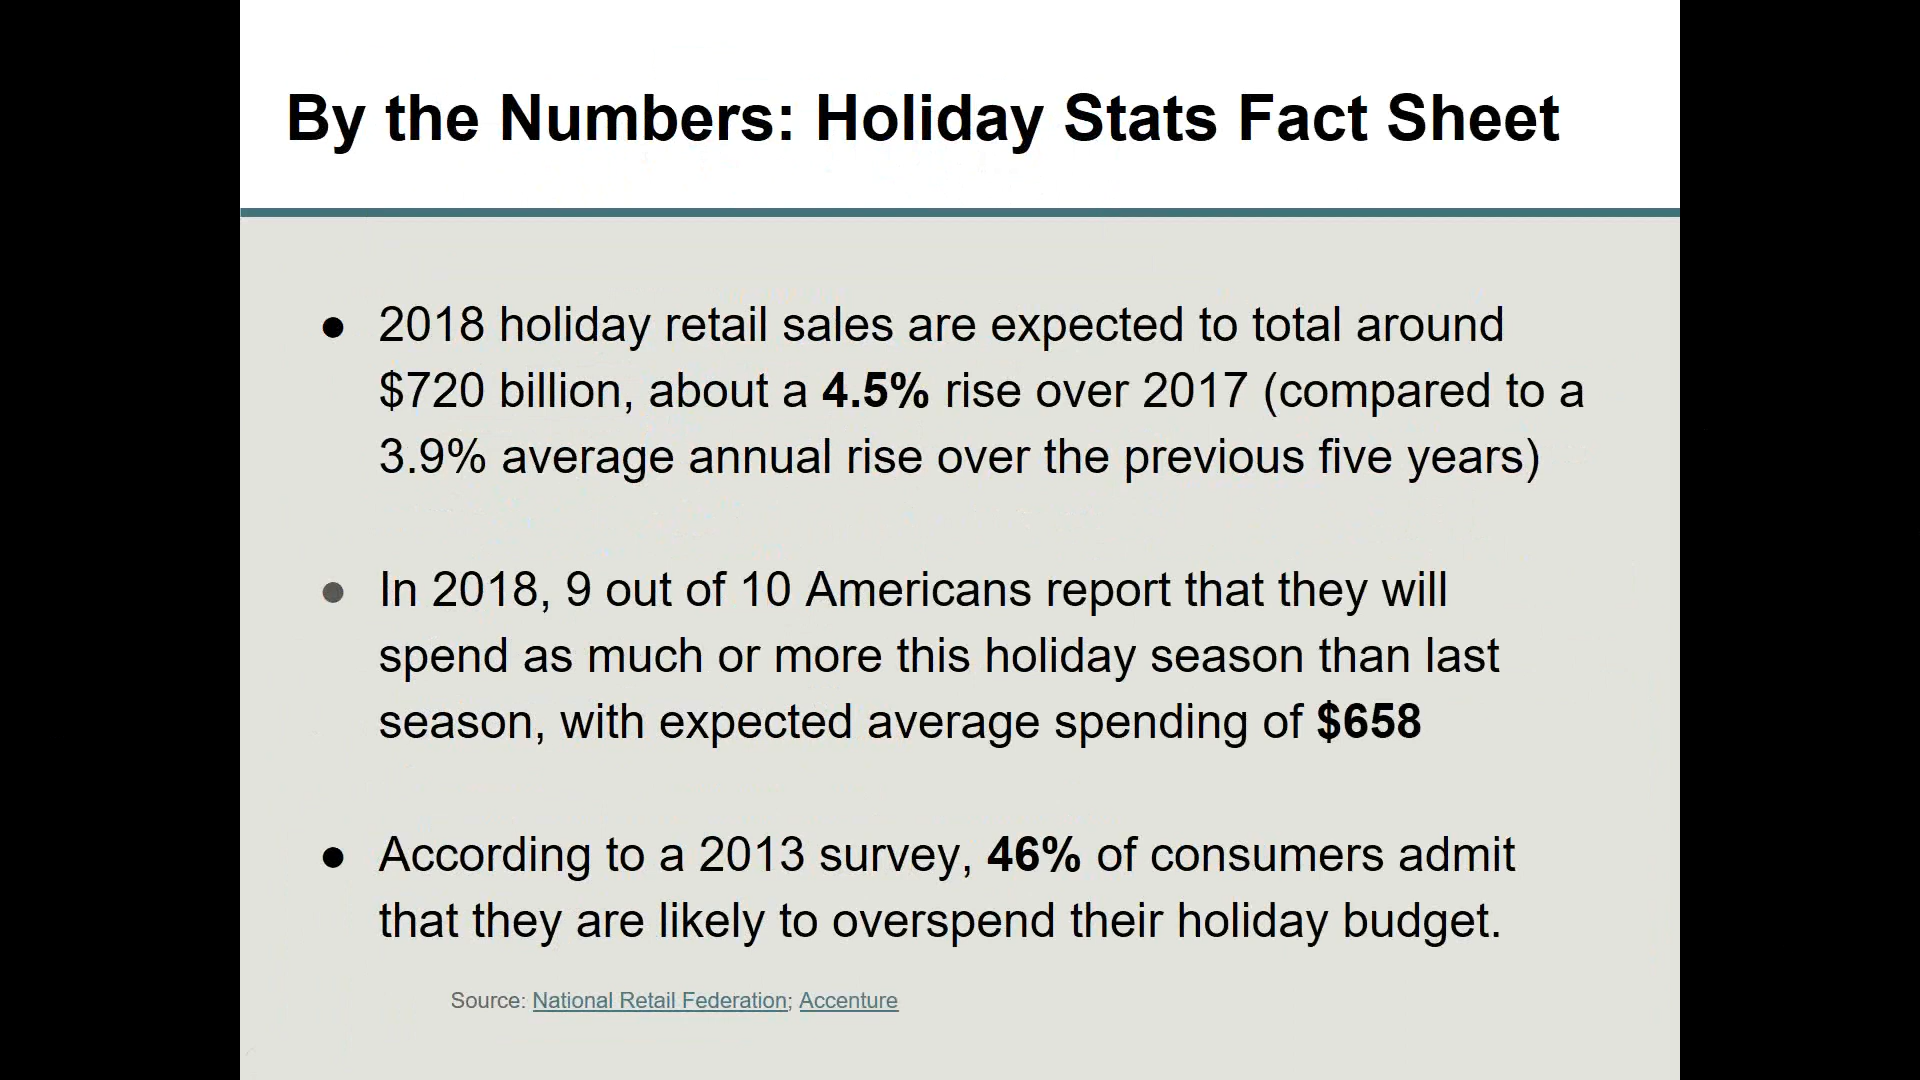 By the Numbers: Holiday Stats Fact Sheet
● 2018 holiday retail sales are expected to total around
$720 billion, about a 4.5% rise over 2017 (compared to a
3.9% average annual rise over the previous five years)
● In 2018, 9 out of 10 Americans report that they will
spend as much or more this holiday season than last
season, with expected average spending of $658
● According to a 2013 survey, 46% of consumers admit
that they are likely to overspend their holiday budget.
Source: National Retail Federation; Accenture